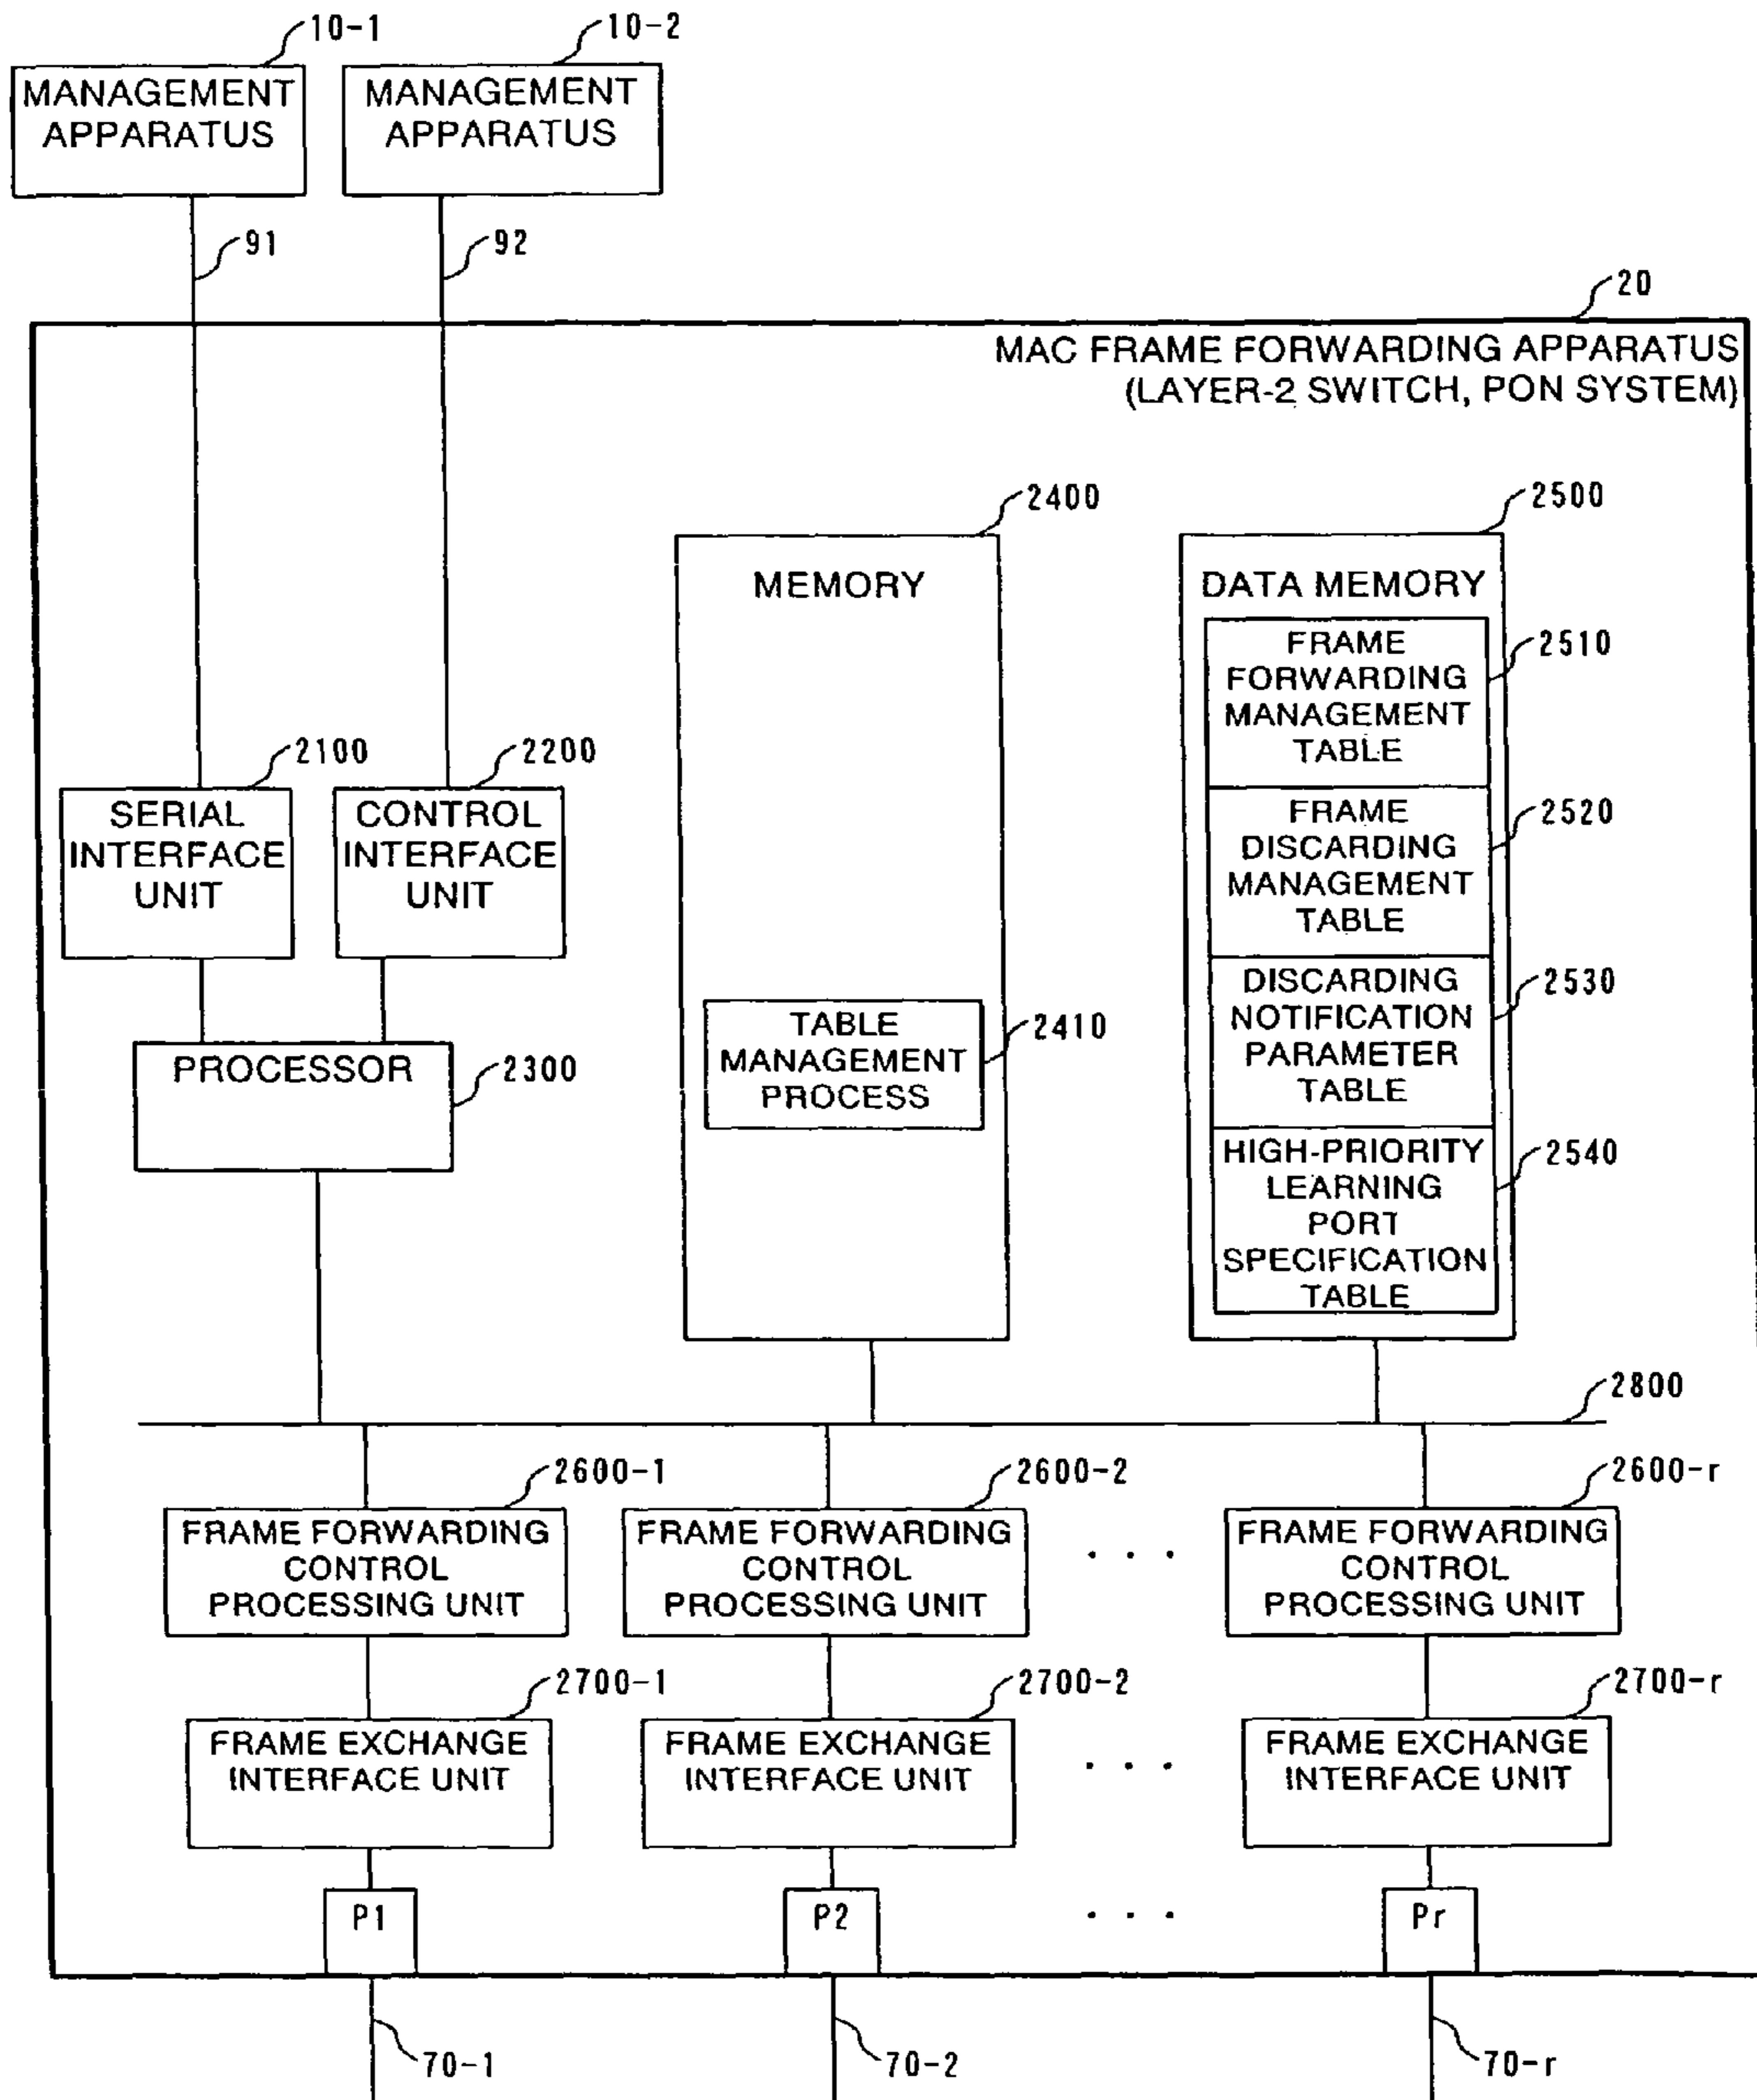 10-1
10-2
MANAGEMENT
APPARATUS
MANAGEMENT
APPARATUS
91
92
20
MAC FRAME FORWARDING APPARATUS
(LAYER-2 SWITCH, PON SYSTEM)
2400
2500
MEMORY
DATA MEMORY
FRAME
FORWARDING
MANAGEMENT
TABLE
2510
2100
2200
SERIAL
INTERFACE
UNIT
CONTROL
INTERFACE
UNIT
FRAME
DISCARDING
MANAGEMENT
TABLE
2520
PROCESSOR
2300
TABLE
MANAGEMENT
PROCESS
2410
DISCARDING
NOTIFICATION
PARAMETER
TABLE
2530
HIGH-PRIORITY
LEARNING
PORT
SPECIFICATION
TABLE
2540
2800
2600-1
2600-2
2600-r
FRAME FORWARDING
CONTROL
PROCESSING UNIT
FRAME FORWARDING
CONTROL
PROCESSING UNIT
. . .
FRAME FORWARDING
CONTROL
PROCESSING UNIT
2700-1
2700-2
2700-r
FRAME EXCHANGE
INTERFACE UNIT
FRAME EXCHANGE
INTERFACE UNIT
. . .
FRAME EXCHANGE
INTERFACE UNIT
P1
P2
. . .
Pr
70-1
70-2
70-r